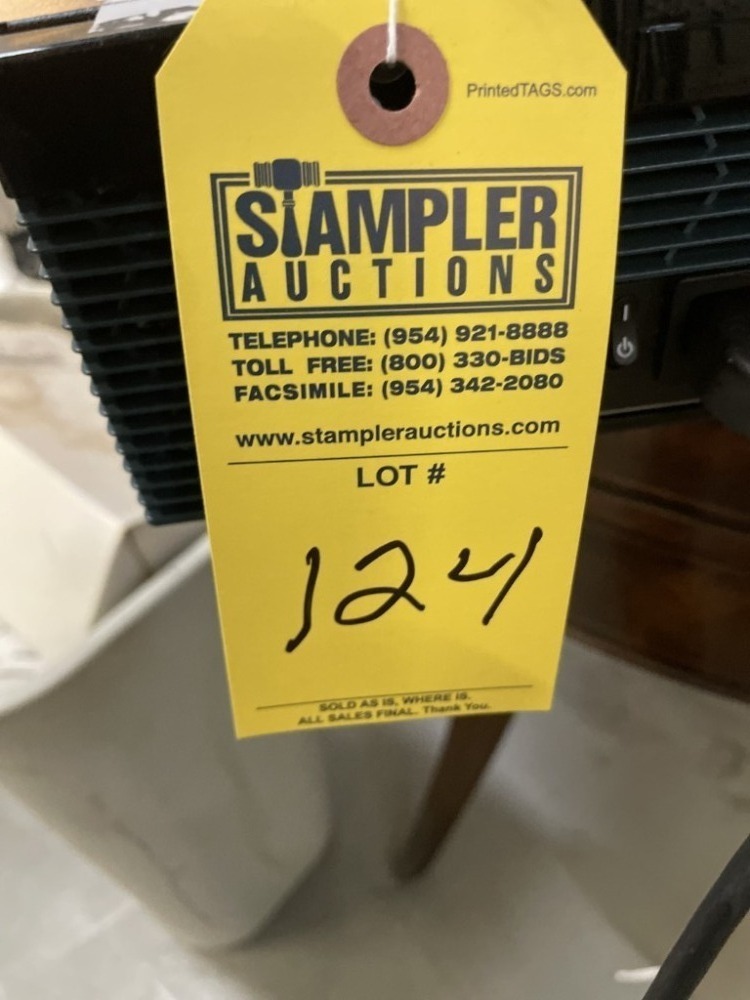 PrintedTAGS.com
STAMPLER
AUCTIONS
TELEPHONE: (954) 921-8888
TOLL FREE: (800) 330-BIDS
FACSIMILE: (954) 342-2080
www.stamplerauctions.com
LOT #
124
SOLD AS IS, WHERE IS.
ALL SALES FINAL. Thank You.